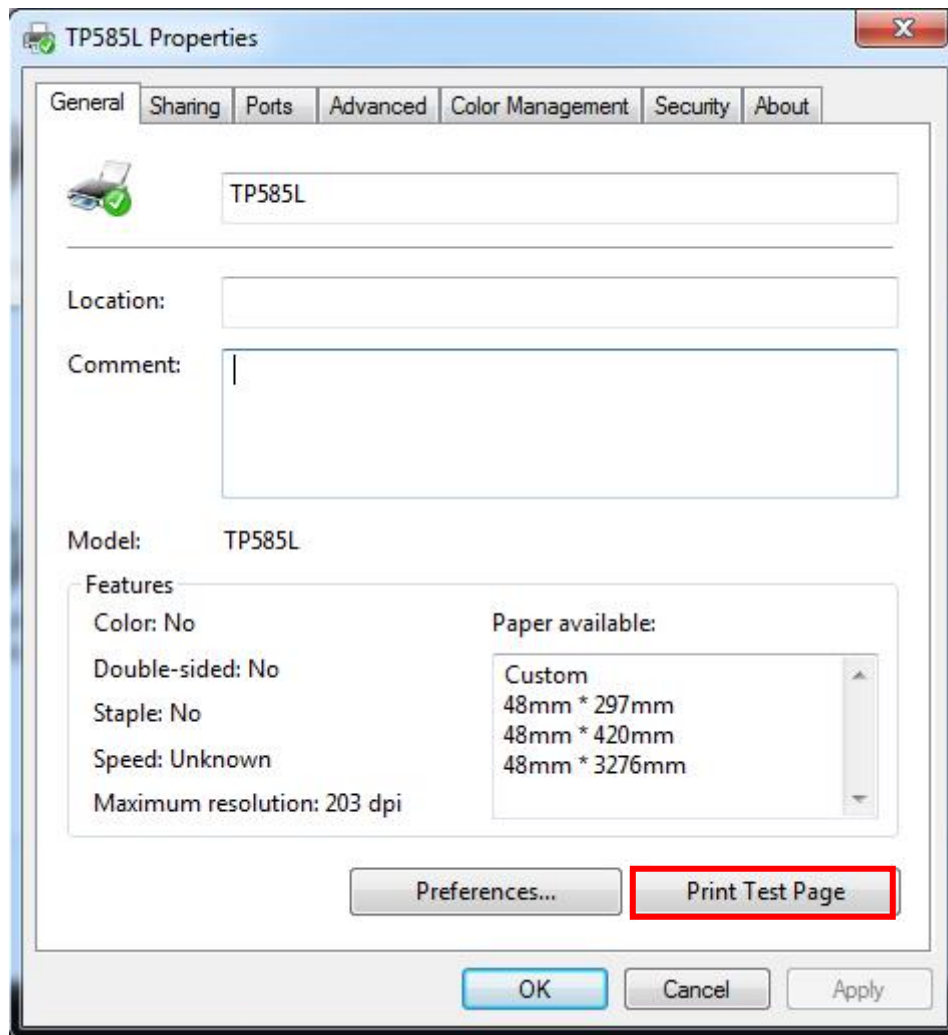 TP585L Properties
General Sharing Ports Advanced Color Management Security About
TP585L
Location:
Comment:
Model: TP585L
Features
Color: No
Double-sided: No
Staple: No
Speed: Unknown
Maximum resolution: 203 dpi
Paper available:
Custom
48mm * 297mm
48mm * 420mm
48mm * 3276mm
Preferences... Print Test Page
OK Cancel Apply